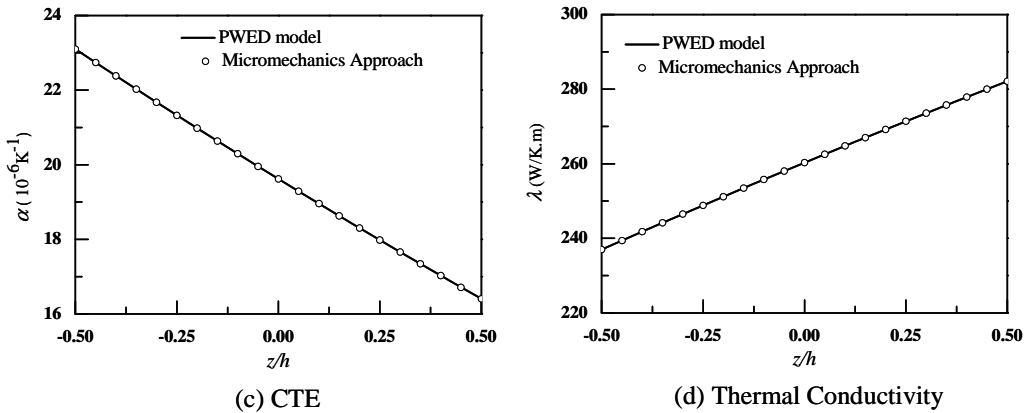 24
22
20
18
16
α (10⁻⁶K⁻¹)
PWED model
Micromechanics Approach
-0.50 -0.25 0.00 0.25 0.50
z/h
(c) CTE
300
280
260
240
220
λ (W/K.m)
PWED model
Micromechanics Approach
-0.50 -0.25 0.00 0.25 0.50
z/h
(d) Thermal Conductivity